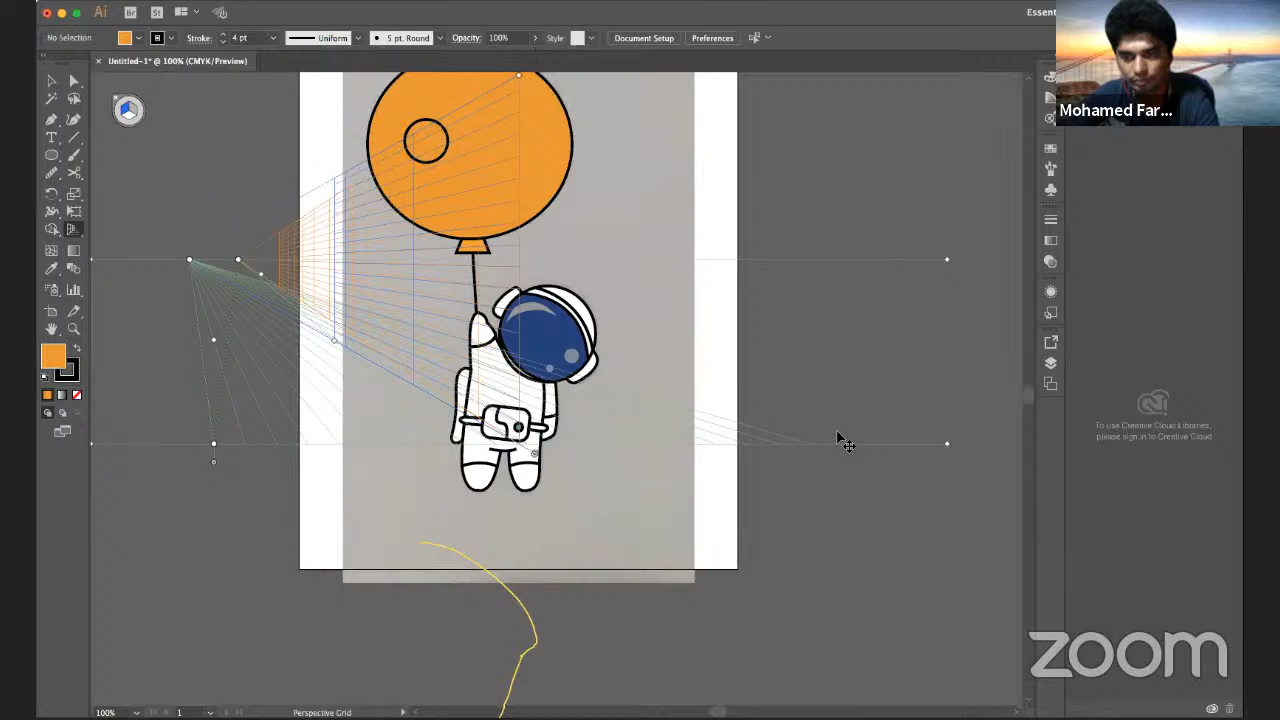 Ai Br St Essent
No Selection Stroke: 4 pt. Uniform 5 pt. Round Opacity: 100% Style Document Setup Preferences
× Untitled-1* @ 100% (CMYK/Preview)
Mohamed Far...
To use Creative Cloud Libraries,
please sign in to Creative Cloud
zoom
100% 1 Perspective Grid